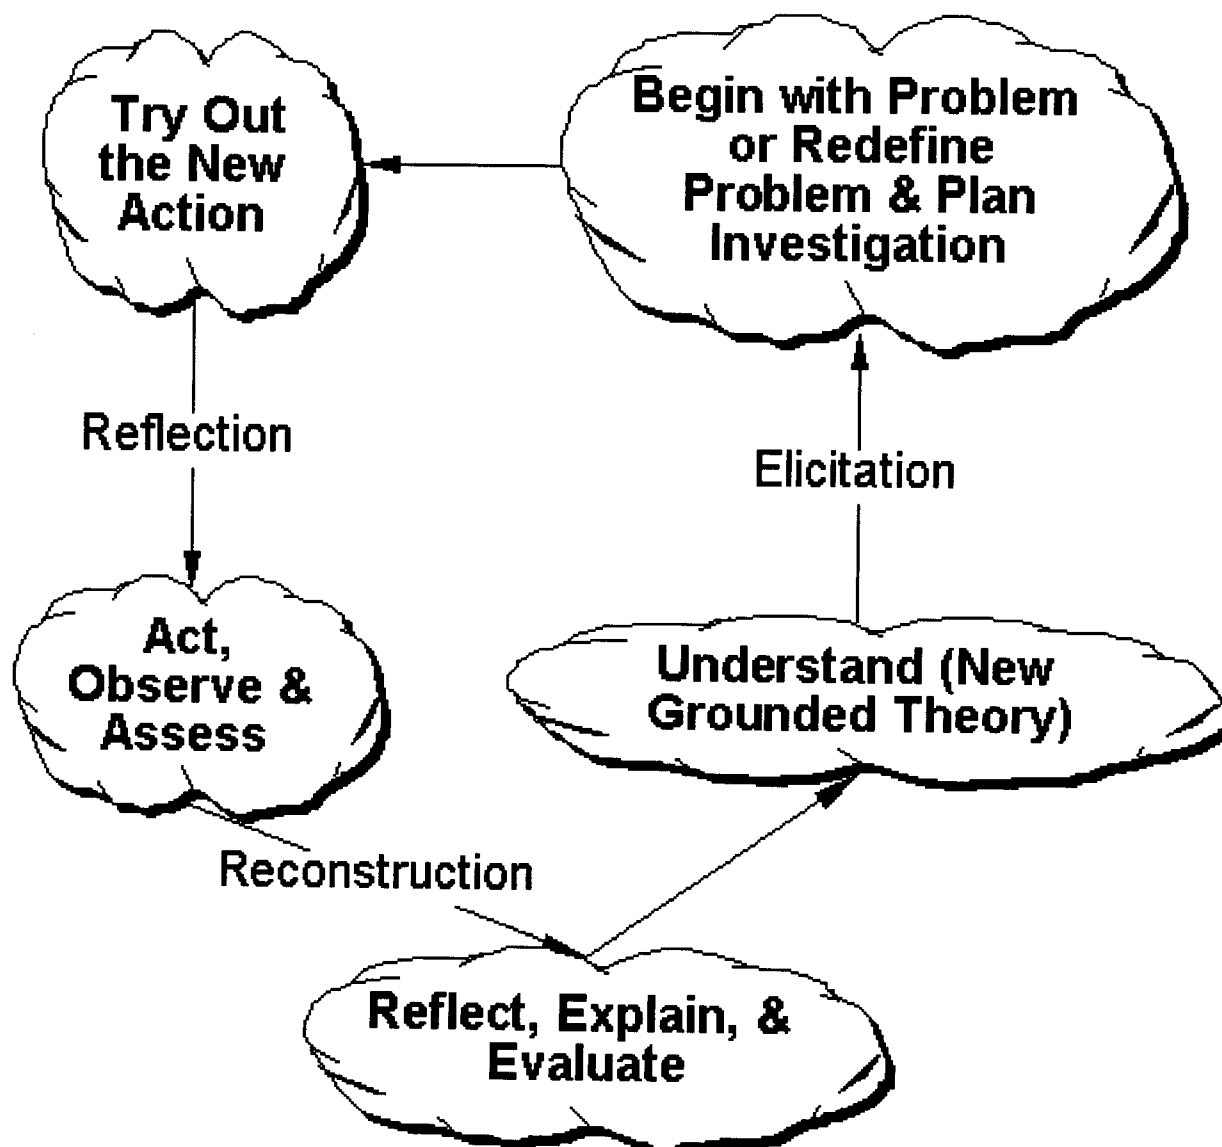 Try Out
the New
Action
Begin with Problem
or Redefine
Problem & Plan
Investigation
Reflection
Elicitation
Act,
Observe &
Assess
Understand (New
Grounded Theory)
Reconstruction
Reflect, Explain, &
Evaluate